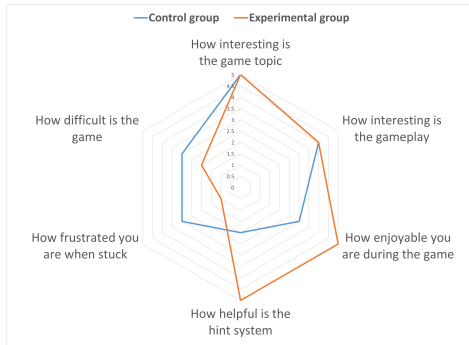 Control group
Experimental group
How interesting is
the game topic
5
4.5
4
3.5
3
2.5
2
1.5
1
0.5
0
How difficult is the
game
How interesting is
the gameplay
How frustrated you
are when stuck
How enjoyable you
are during the game
How helpful is the
hint system